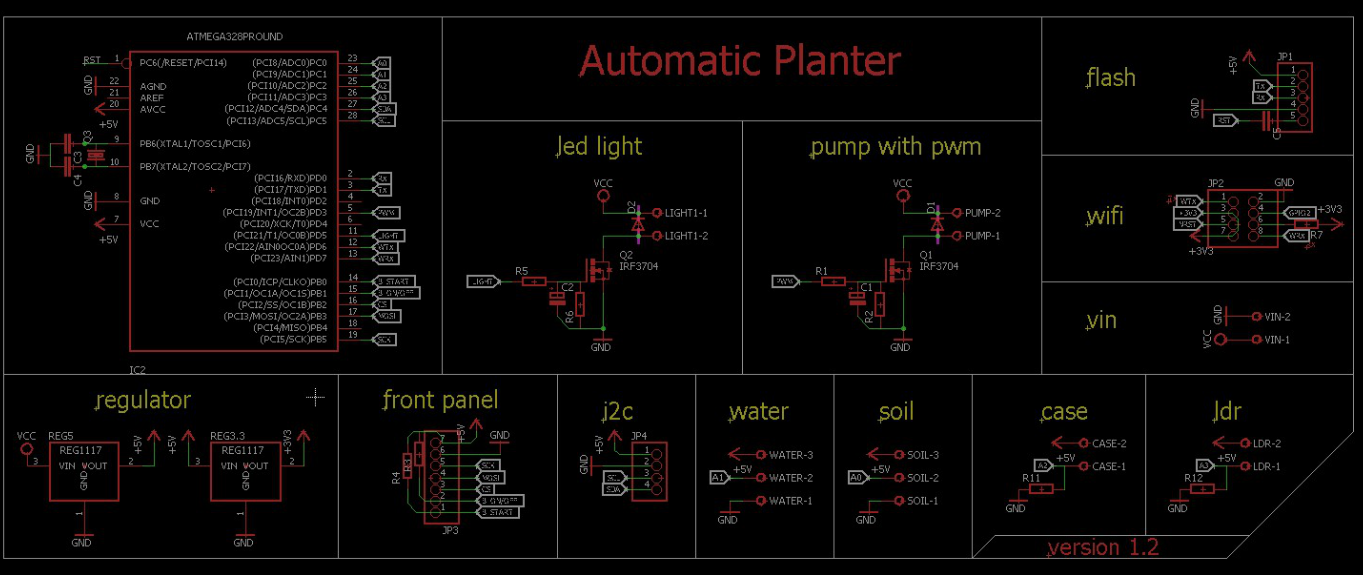 ATMEGA328PROUND
RST 1 PC6(/RESET/PCI14)
GND 22 AGND
21 AREF
20 AVCC
+5V
Q3
GND 9 PB6(XTAL1/TOSC1/PCI6)
C3
10 PB7(XTAL2/TOSC2/PCI7)
C4
GND 8 GND
7 VCC
+5V
(PCI8/ADC0)PC0 23 A0
(PCI9/ADC1)PC1 24 A1
(PCI10/ADC2)PC2 25 A2
(PCI11/ADC3)PC3 26 A3
(PCI12/ADC4/SDA)PC4 27 SDA
(PCI13/ADC5/SCL)PC5 28 SCL
(PCI16/RXD)PD0 2 RX
(PCI17/TXD)PD1 3 TX
(PCI18/INT0)PD2 4
(PCI19/INT1/OC2B)PD3 5 PWM
(PCI20/XCK/T0)PD4 6
(PCI21/T1/OC0B)PD5 11 LIGHT
(PCI22/AIN0OC0A)PD6 12 WTX
(PCI23/AIN1)PD7 13 WRX
(PCI0/ICP/CLKO)PB0 14 B_START
(PCI1/OC1A/OC1S)PB1 15
(PCI2/SS/OC1B)PB2 16 CS
(PCI3/MOSI/OC2A)PB3 17 MOSI
(PCI4/MISO)PB4 18
(PCI5/SCK)PB5 19 SCK
IC2
Automatic Planter
led light
VCC
D2
LIGHT1-1
LIGHT1-2
Q2
IRF3704
LIGHT
R5
C2
R6
GND
pump with pwm
VCC
D1
PUMP-2
PUMP-1
Q1
IRF3704
PWM
R1
C1
R2
GND
flash
+5V
JP1
1
TX 2
RX 3
GND 4
RST 5
C5
wifi
JP2
GND
WTX 1 2
+3V3 3 4 GPIO2
WRST 5 6
7 8 WRX
+3V3
R7
+3V3
vin
GND VIN-2
VCC VIN-1
regulator
VCC
REG5
REG1117
3 VIN VOUT 2
GND
1
GND
+5V
+5V
REG3.3
REG1117
3 VIN VOUT 2
GND
1
GND
+3V3
front panel
+5V
GND
7
6
5 SCK
4 MOSI
3 CS
2
1 B_START
R3
R4
JP3
i2c
+5V
JP4
1
GND 2
SCL 3
SDA 4
water
WATER-3
+5V
A1 WATER-2
WATER-1
GND
soil
SOIL-3
+5V
A0 SOIL-2
SOIL-1
GND
case
CASE-2
+5V
A2 CASE-1
R11
GND
ldr
LDR-2
+5V
A3 LDR-1
R12
GND
version 1.2